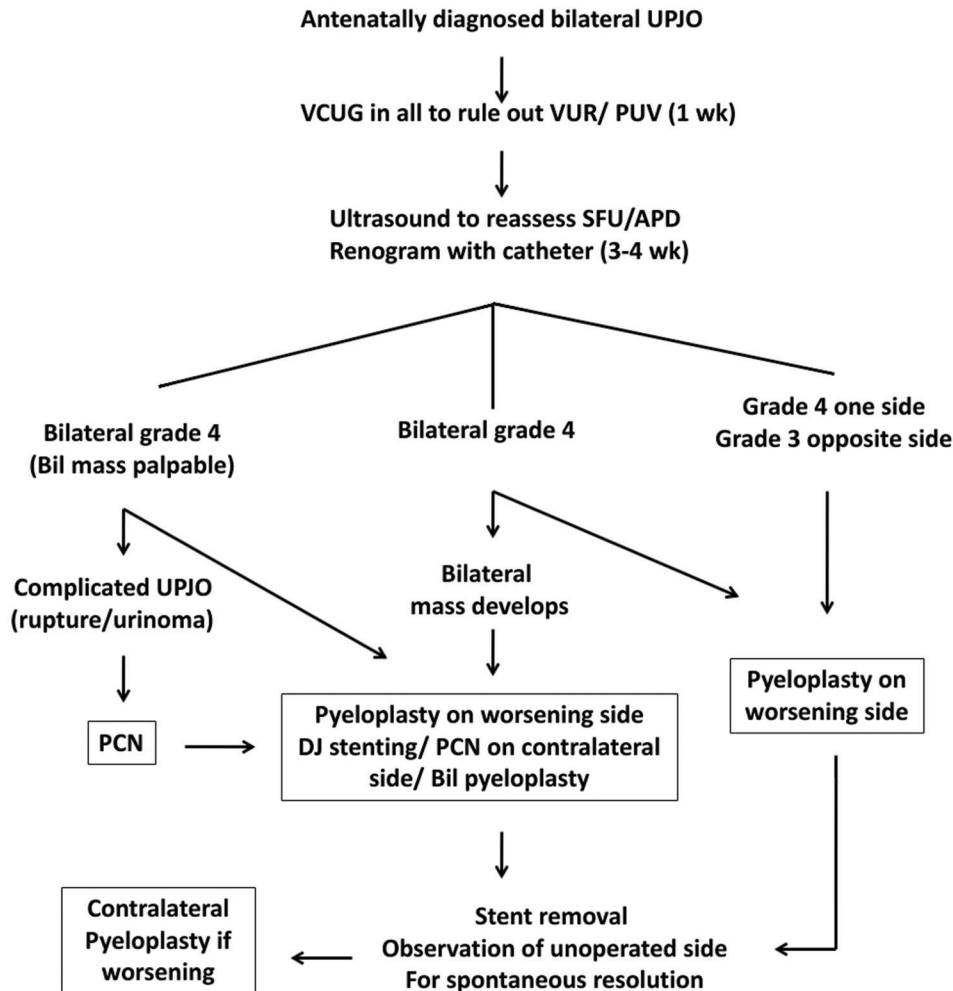 Antenatally diagnosed bilateral UPJO
VCUG in all to rule out VUR/ PUV (1 wk)
Ultrasound to reassess SFU/APD
Renogram with catheter (3-4 wk)
Bilateral grade 4
(Bil mass palpable)
Bilateral grade 4
Grade 4 one side
Grade 3 opposite side
Complicated UPJO
(rupture/urinoma)
Bilateral
mass develops
Pyeloplasty on
worsening side
PCN
Pyeloplasty on worsening side
DJ stenting/ PCN on contralateral
side/ Bil pyeloplasty
Contralateral
Pyeloplasty if
worsening
Stent removal
Observation of unoperated side
For spontaneous resolution